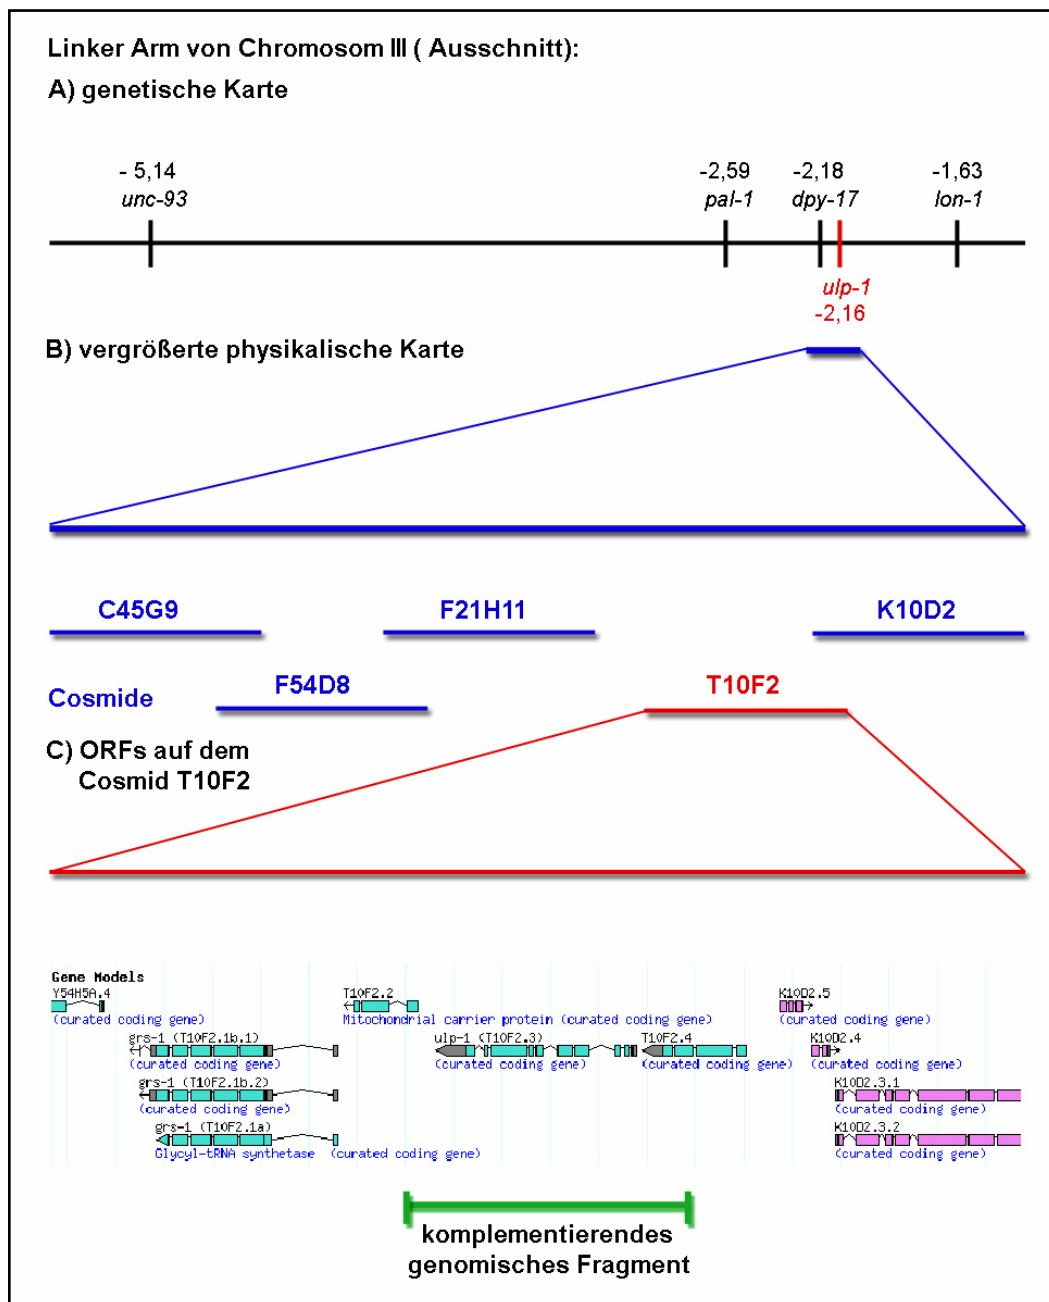 Linker Arm von Chromosom III ( Ausschnitt):
A) genetische Karte
- 5,14 -2,59 -2,18 -1,63
unc-93 pal-1 dpy-17 lon-1
ulp-1
-2,16
B) vergrößerte physikalische Karte
C45G9 F21H11 K10D2
Cosmide F54D8 T10F2
C) ORFs auf dem
Cosmid T10F2
Gene Models
Y54H5A.4 T10F2.2 K10D2.5
(curated coding gene) Mitochondrial carrier protein (curated coding gene) (curated coding gene)
grs-1 (T10F2.1b.1) ulp-1 (T10F2.3) T10F2.4 K10D2.4
(curated coding gene) (curated coding gene) (curated coding gene) (curated coding gene)
grs-1 (T10F2.1b.2) K10D2.3.1
(curated coding gene) (curated coding gene)
grs-1 (T10F2.1a) K10D2.3.2
Glycyl-tRNA synthetase (curated coding gene) (curated coding gene)
komplementierendes
genomisches Fragment